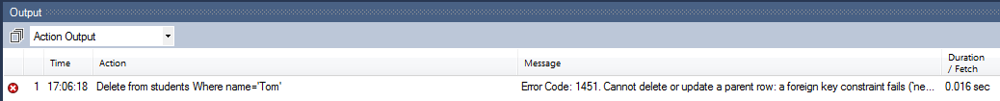 Output
Action Output
Time Action Message Duration / Fetch
1 17:06:18 Delete from students Where name='Tom' Error Code: 1451. Cannot delete or update a parent row: a foreign key constraint fails (`ne... 0.016 sec